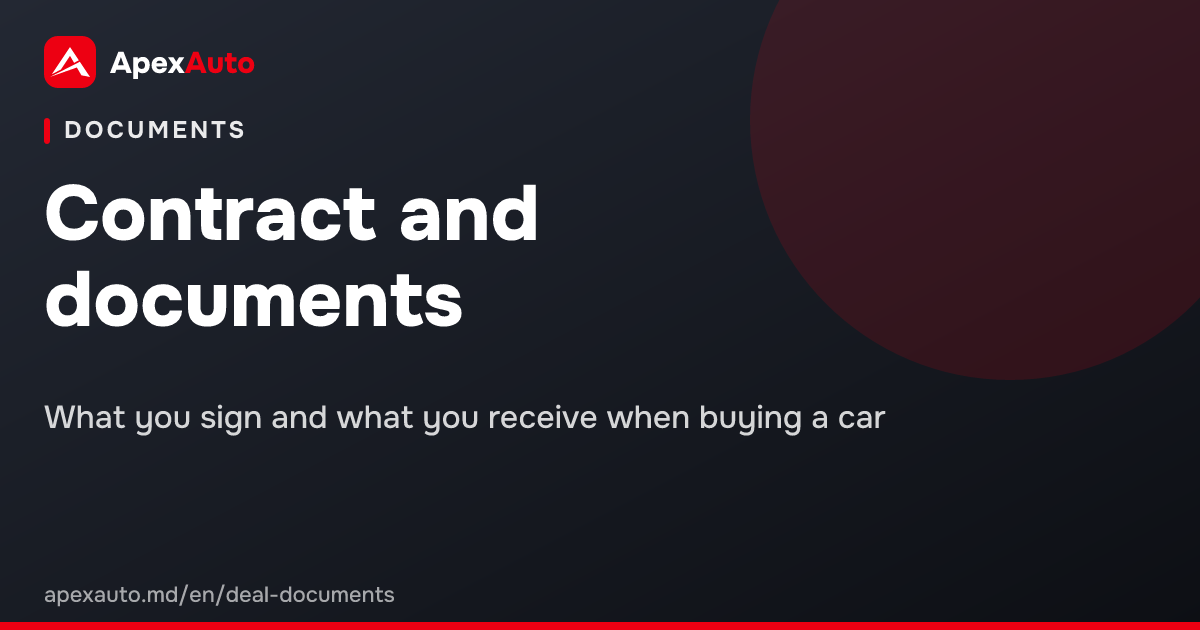 ApexAuto
DOCUMENTS
Contract and
documents
What you sign and what you receive when buying a car
apexauto.md/en/deal-documents